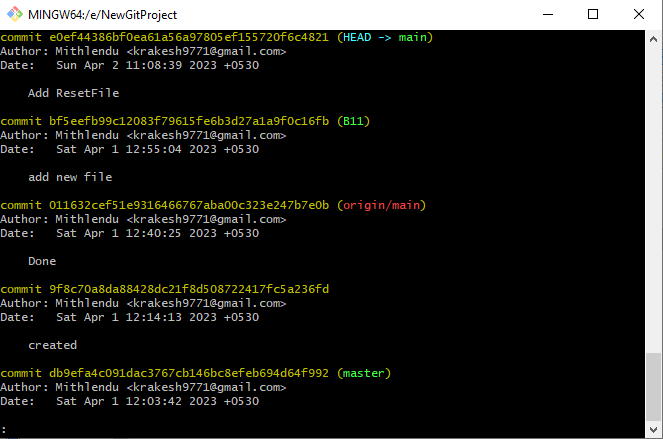 MINGW64:/e/NewGitProject
commit e0ef44386bf0ea61a56a97805ef155720f6c4821 (HEAD -> main)
Author: Mithlendu <krakesh9771@gmail.com>
Date:   Sun Apr 2 11:08:39 2023 +0530
Add ResetFile
commit bf5eefb99c12083f79615fe6b3d27a1a9f0c16fb (B11)
Author: Mithlendu <krakesh9771@gmail.com>
Date:   Sat Apr 1 12:55:04 2023 +0530
add new file
commit 011632cef51e9316466767aba00c323e247b7e0b (origin/main)
Author: Mithlendu <krakesh9771@gmail.com>
Date:   Sat Apr 1 12:40:25 2023 +0530
Done
commit 9f8c70a8da88428dc21f8d508722417fc5a236fd
Author: Mithlendu <krakesh9771@gmail.com>
Date:   Sat Apr 1 12:14:13 2023 +0530
created
commit db9efa4c091dac3767cb146bc8efeb694d64f992 (master)
Author: Mithlendu <krakesh9771@gmail.com>
Date:   Sat Apr 1 12:03:42 2023 +0530
: